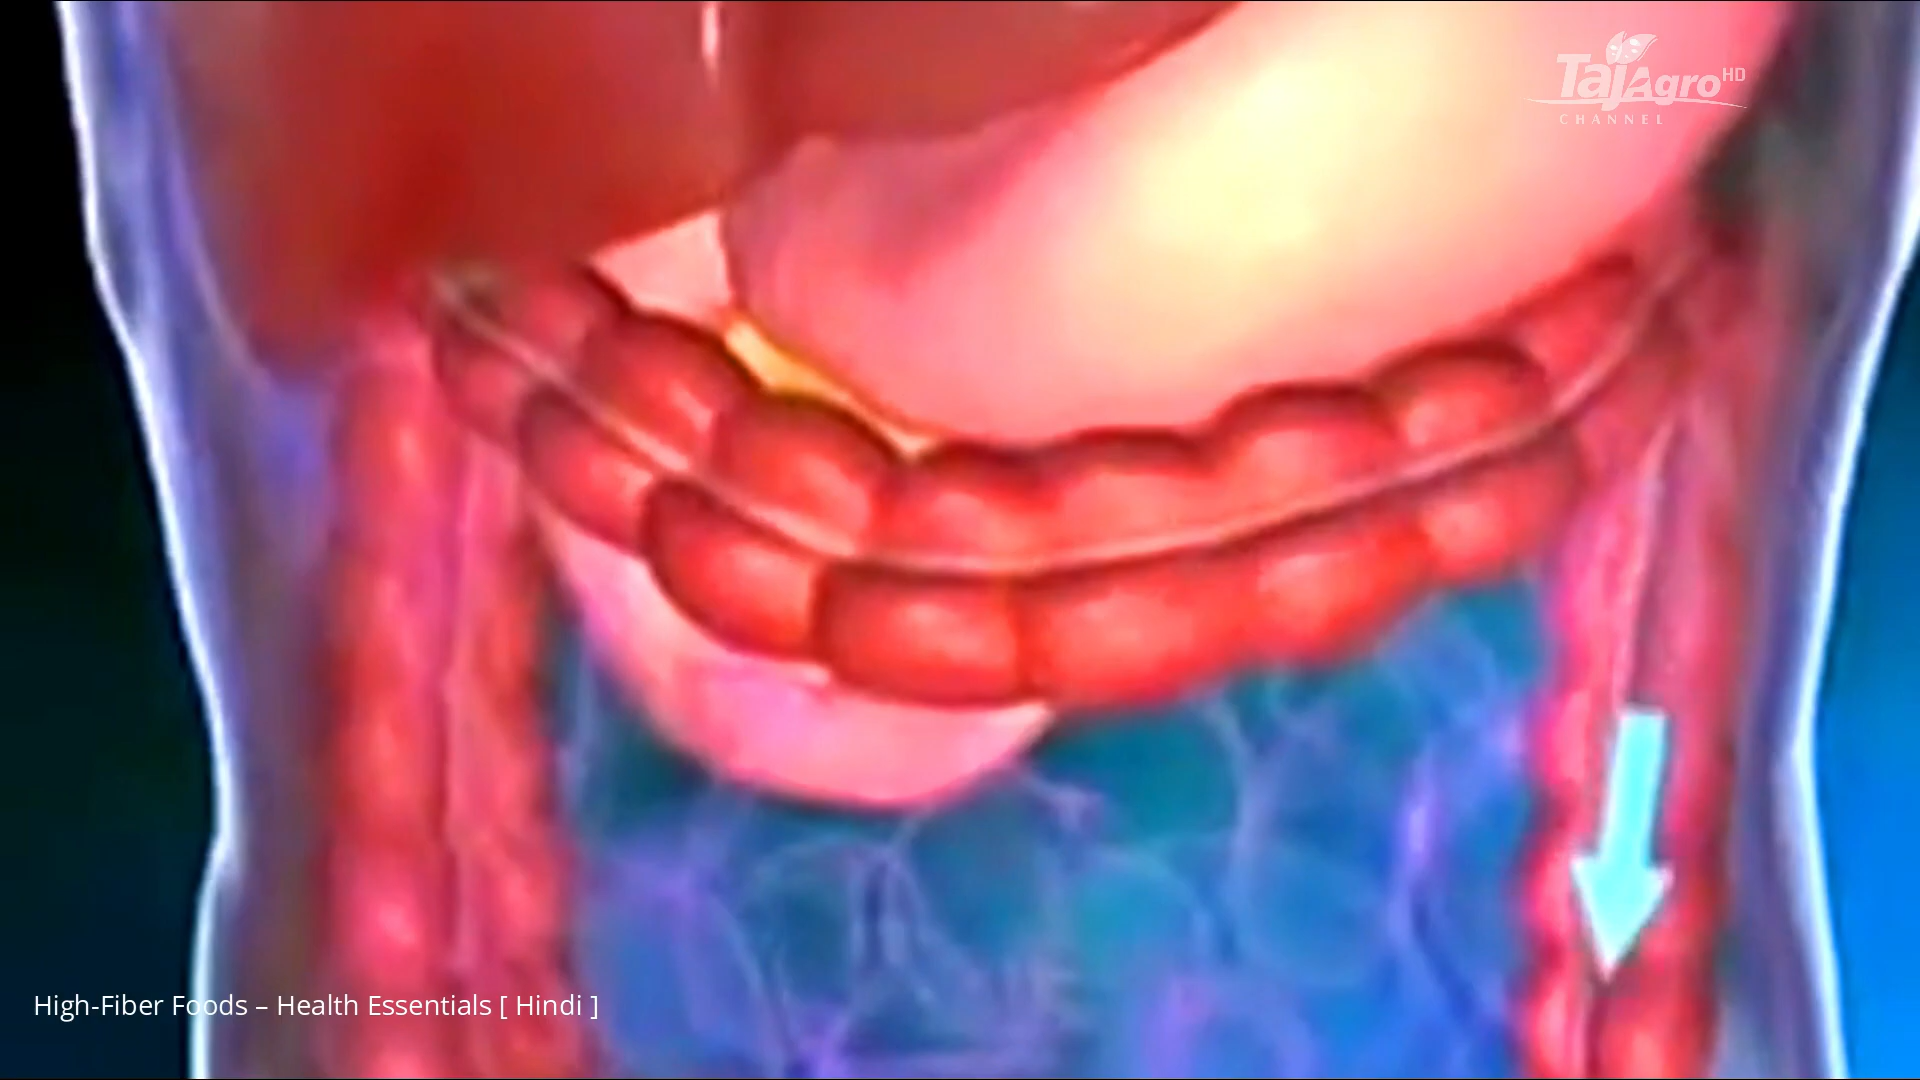 TajAgro HD
CHANNEL
High-Fiber Foods – Health Essentials [ Hindi ]